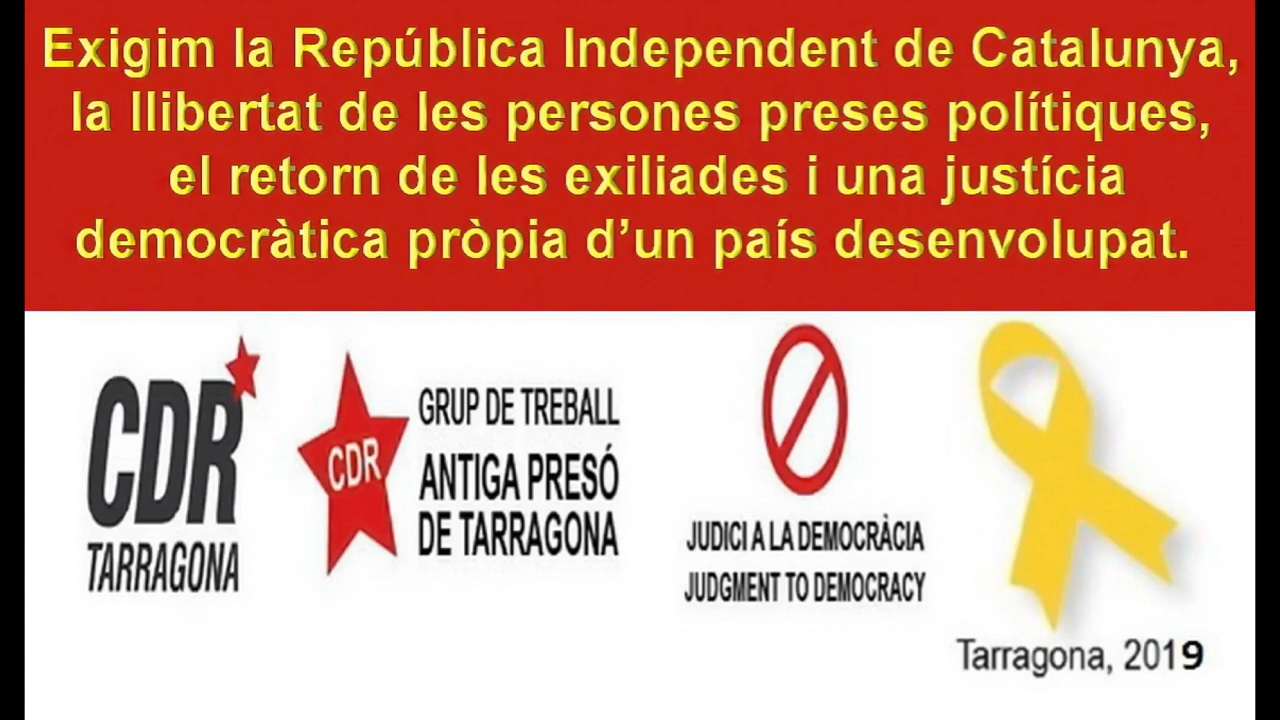 Exigim la República Independent de Catalunya,
la llibertat de les persones preses polítiques,
el retorn de les exiliades i una justícia
democràtica pròpia d’un país desenvolupat.
CDR
TARRAGONA
CDR
GRUP DE TREBALL
ANTIGA PRESÓ
DE TARRAGONA
JUDICI A LA DEMOCRÀCIA
JUDGMENT TO DEMOCRACY
Tarragona, 2019